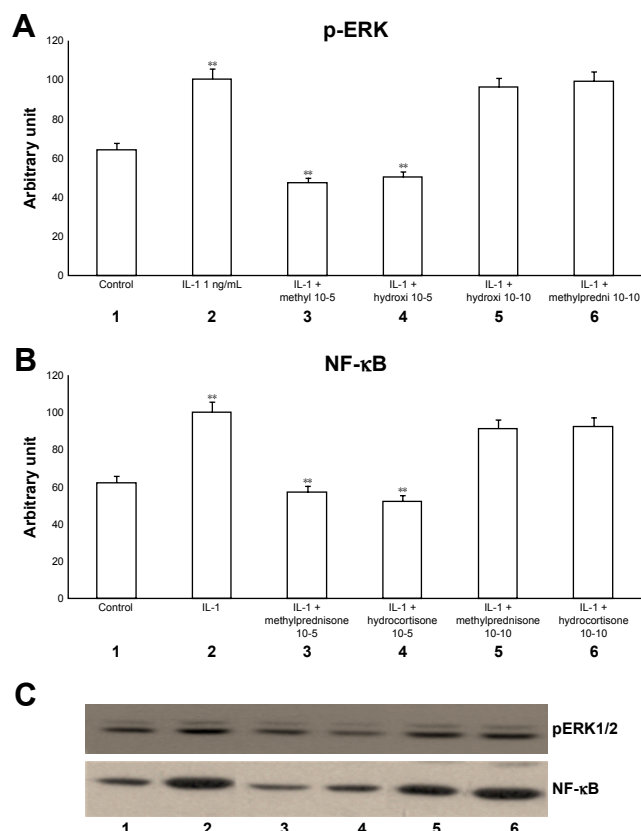 A
p-ERK
Arbitrary unit
120
100
80
60
40
20
0
**
**
**
Control
IL-1 1 ng/mL
IL-1 +
methyl 10-5
IL-1 +
hydroxi 10-5
IL-1 +
hydroxi 10-10
IL-1 +
methylpredni 10-10
1 2 3 4 5 6
B
NF-κB
Arbitrary unit
120
100
80
60
40
20
0
**
**
**
Control
IL-1
IL-1 +
methylprednisone
10-5
IL-1 +
hydrocortisone
10-5
IL-1 +
methylprednisone
10-10
IL-1 +
hydrocortisone
10-10
1 2 3 4 5 6
C
pERK1/2
NF-κB
1 2 3 4 5 6